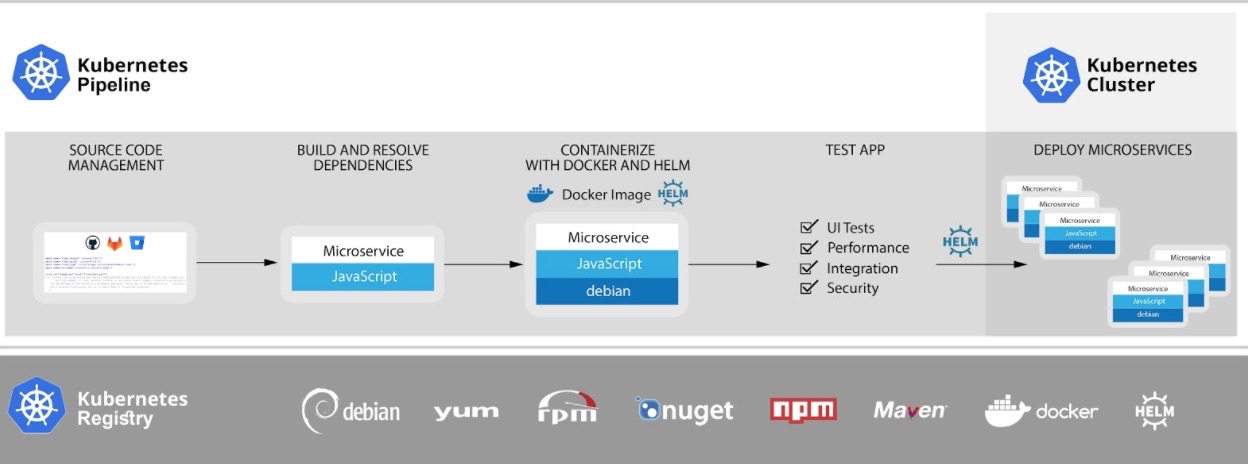 Kubernetes
Pipeline
Kubernetes
Cluster
SOURCE CODE
MANAGEMENT
BUILD AND RESOLVE
DEPENDENCIES
CONTAINERIZE
WITH DOCKER AND HELM
TEST APP
DEPLOY MICROSERVICES
Docker Image
HELM
Microservice
JavaScript
Microservice
JavaScript
debian
UI Tests
Performance
Integration
Security
HELM
Microservice
Microservice
Microservice
JavaScript
debian
Microservice
Microservice
Microservice
JavaScript
debian
Kubernetes
Registry
debian
yum
rpm
nuget
npm
Maven
docker
HELM